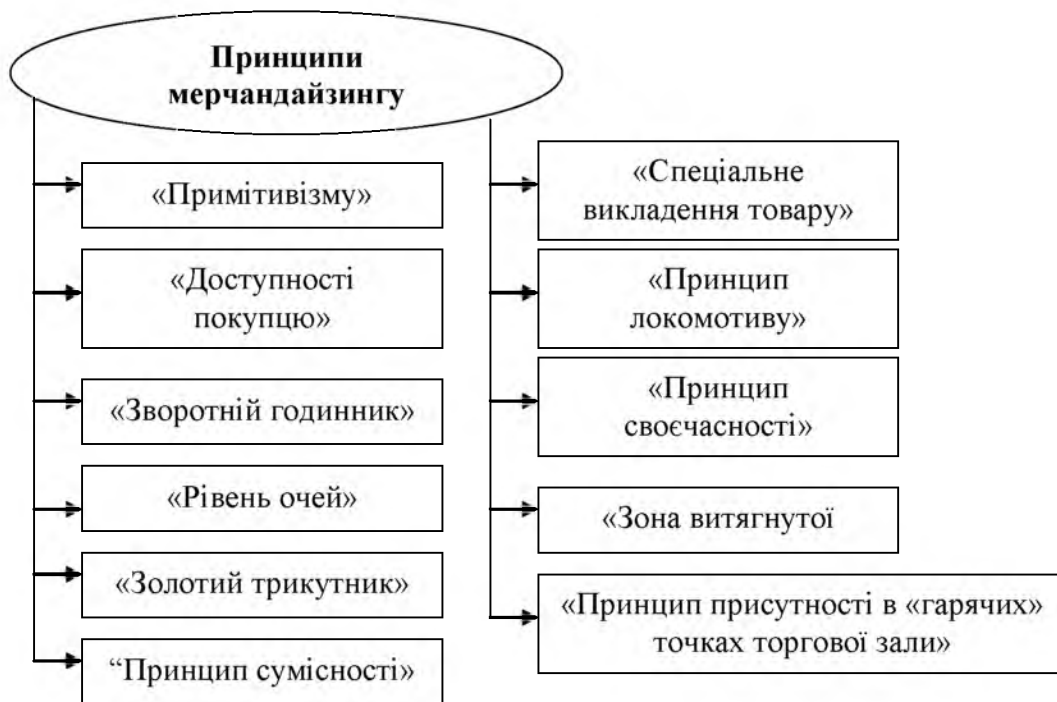 Принципи
мерчандайзингу
«Примітивізму»
«Доступності
покупцю»
«Зворотній годинник»
«Рівень очей»
«Золотий трикутник»
“Принцип сумісності»
«Спеціальне
викладення товару»
«Принцип
локомотиву»
«Принцип
своєчасності»
«Зона витягнутої
«Принцип присутності в «гарячих»
точках торгової зали»